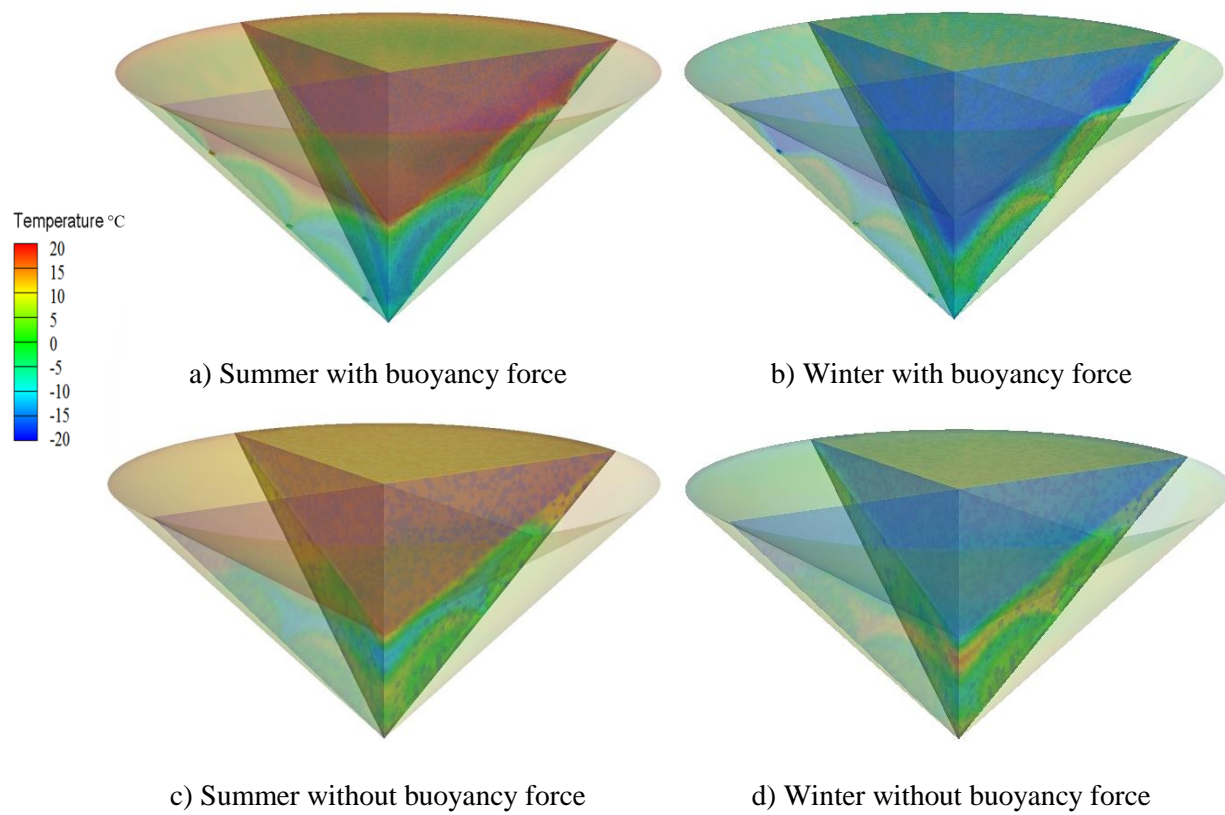 Temperature °C
20
15
10
5
0
-5
-10
-15
-20
a) Summer with buoyancy force
b) Winter with buoyancy force
c) Summer without buoyancy force
d) Winter without buoyancy force